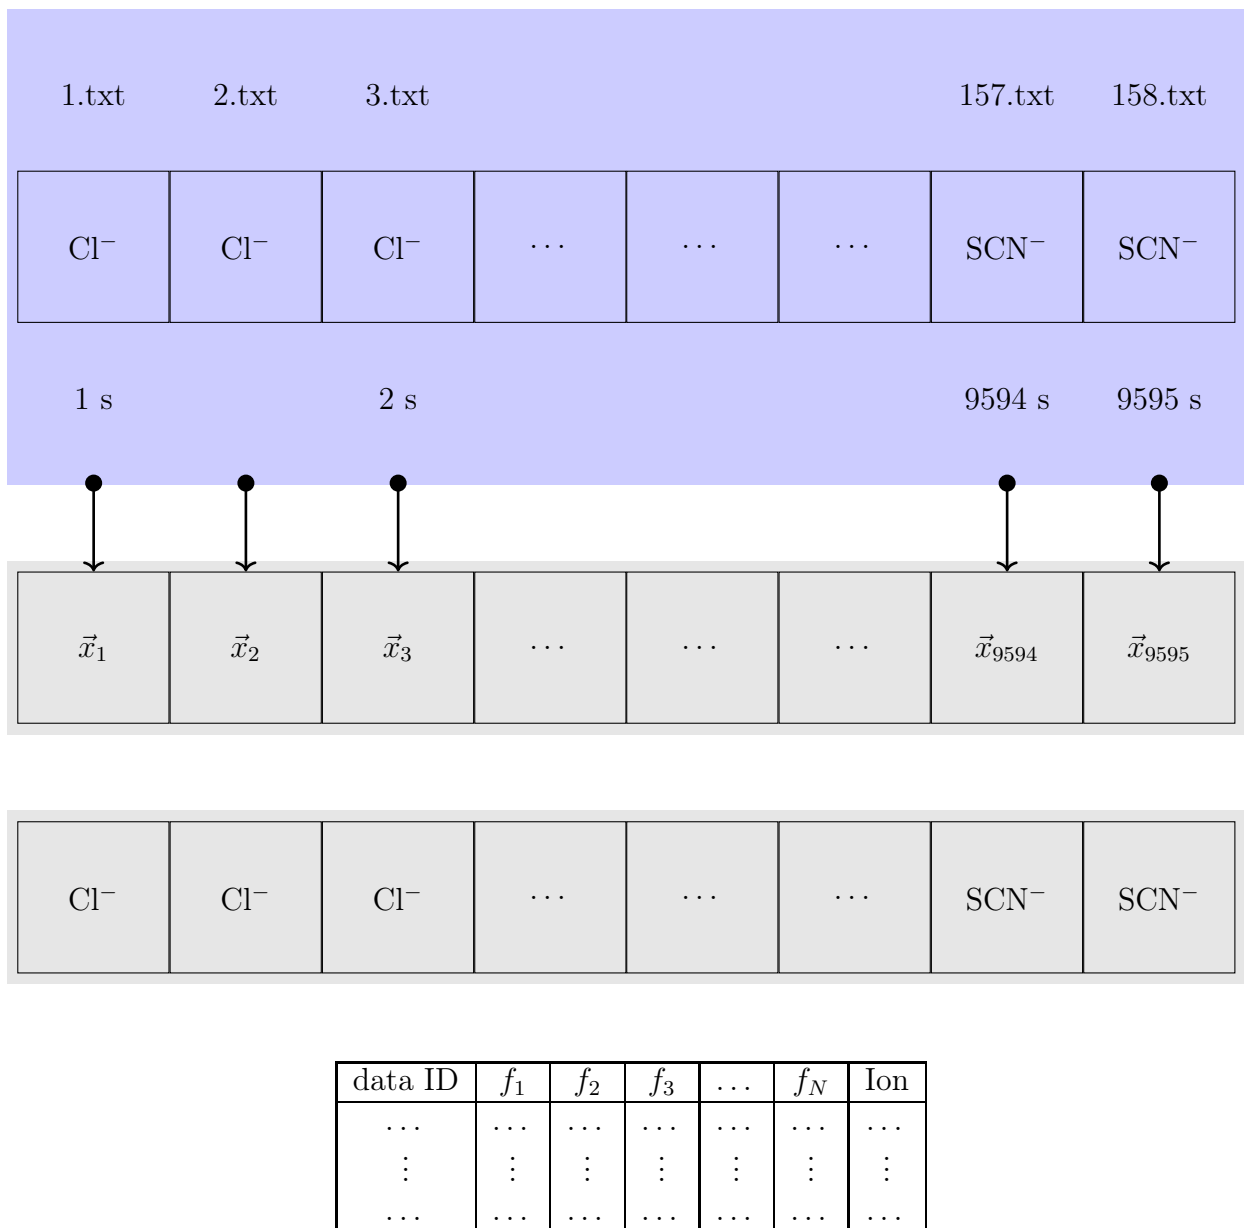 1.txt 2.txt 3.txt 157.txt 158.txt
Cl⁻ Cl⁻ Cl⁻ ··· ··· ··· SCN⁻ SCN⁻
1 s 2 s 9594 s 9595 s
x⃗₁ x⃗₂ x⃗₃ ··· ··· ··· x⃗₉₅₉₄ x⃗₉₅₉₅
Cl⁻ Cl⁻ Cl⁻ ··· ··· ··· SCN⁻ SCN⁻
data ID f₁ f₂ f₃ ... f_N Ion
··· ··· ··· ··· ··· ··· ···
⋮ ⋮ ⋮ ⋮ ⋮ ⋮ ⋮
··· ··· ··· ··· ··· ··· ···